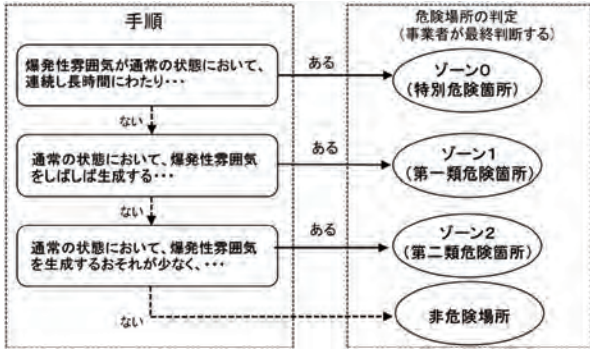 手順
危険場所の判定
(事業者が最終判断する)
爆発性雰囲気が通常の状態において、
連続し長時間にわたり・・・
ある
ゾーン0
(特別危険箇所)
ない
通常の状態において、爆発性雰囲気
をしばしば生成する・・・
ある
ゾーン1
(第一類危険箇所)
ない
通常の状態において、爆発性雰囲気
を生成するおそれが少なく、・・・
ある
ゾーン2
(第二類危険箇所)
ない
非危険場所